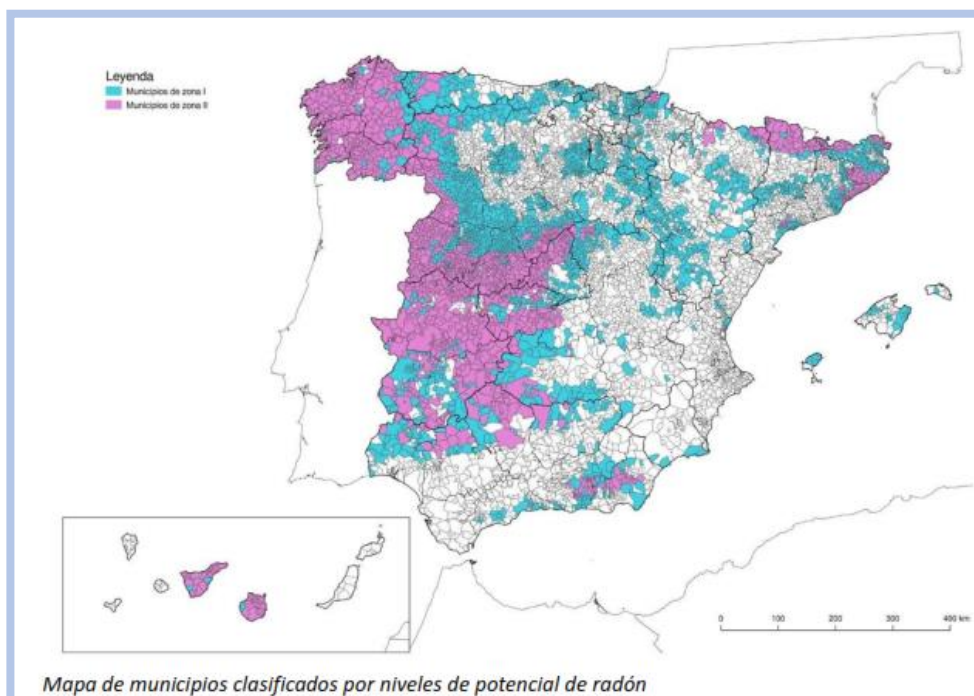 Leyenda
Municipios de zona I
Municipios de zona II
0 100 200 300 400 km
Mapa de municipios clasificados por niveles de potencial de radón